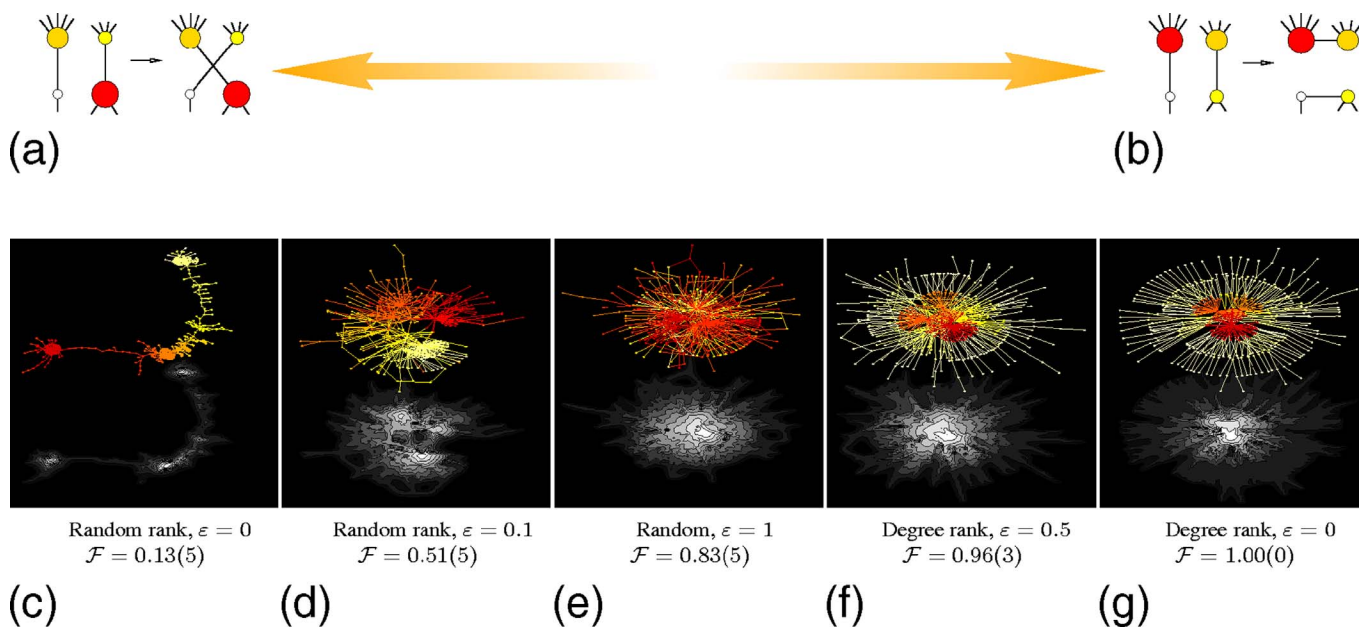 (a)
(b)
Random rank, ε = 0
ℱ = 0.13(5)
(c)
Random rank, ε = 0.1
ℱ = 0.51(5)
(d)
Random, ε = 1
ℱ = 0.83(5)
(e)
Degree rank, ε = 0.5
ℱ = 0.96(3)
(f)
Degree rank, ε = 0
ℱ = 1.00(0)
(g)